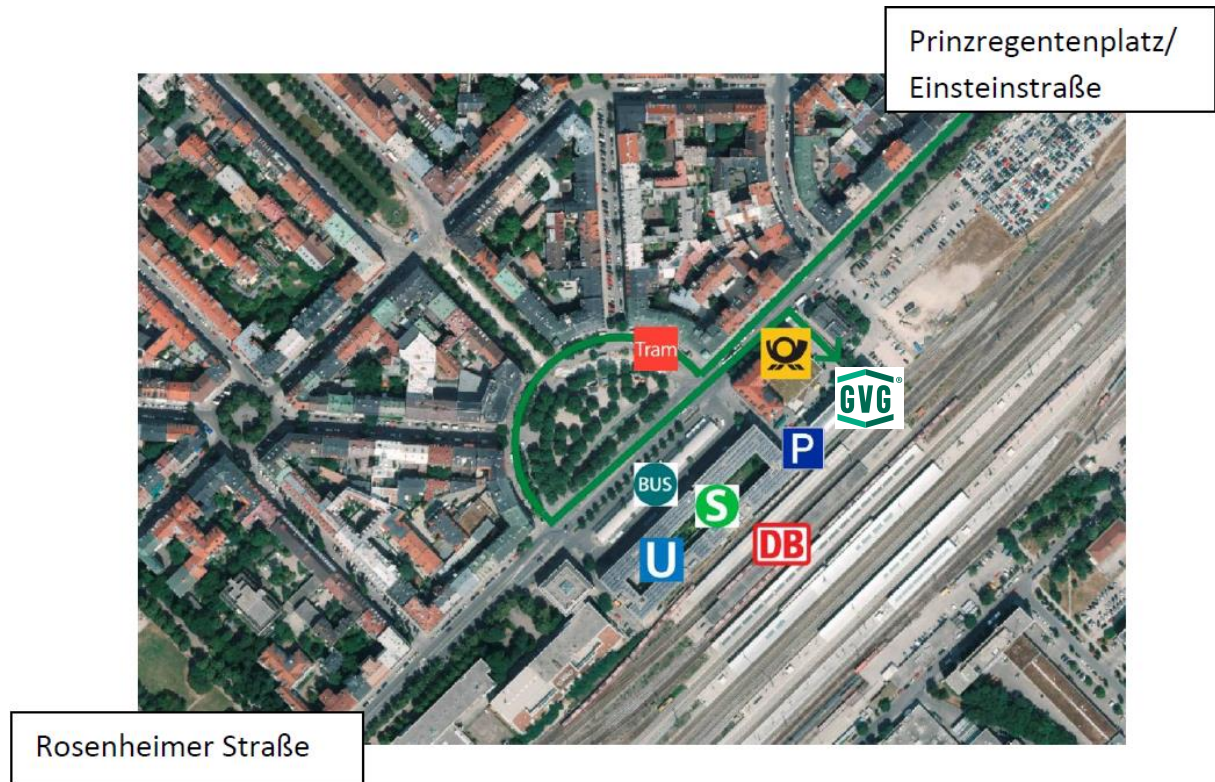 Prinzregentenplatz/
Einsteinstraße
Tram
GVG®
P
BUS
S
U
DB
Rosenheimer Straße